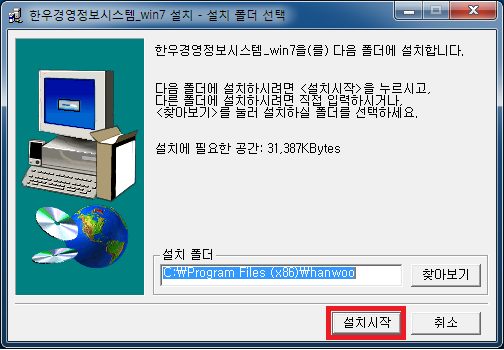 한우경영정보시스템_win7 설치 - 설치 폴더 선택
한우경영정보시스템_win7을(를) 다음 폴더에 설치합니다.
다음 폴더에 설치하시려면 <설치시작>을 누르시고,
다른 폴더에 설치하시려면 직접 입력하시거나,
<찾아보기>를 눌러 설치하실 폴더를 선택하세요.
설치에 필요한 공간: 31,387KBytes
설치 폴더
C:₩Program Files (x86)₩hanwoo
찾아보기
설치시작
취소